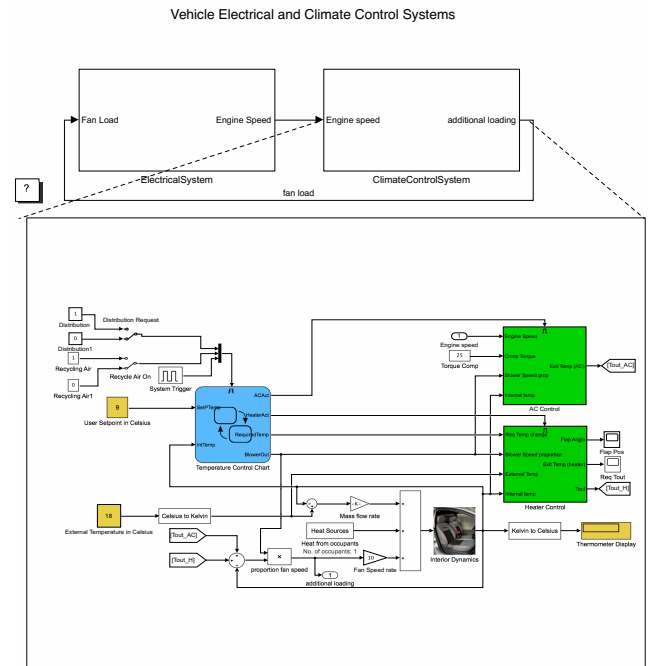 Vehicle Electrical and Climate Control Systems
Fan Load
Engine Speed
Engine speed
additional loading
ElectricalSystem
ClimateControlSystem
?
fan load
1
Distribution
Distribution Request
0
Distribution1
1
Recycling Air
Recycle Air On
0
Recycling Air1
System Trigger
9
User Setpoint in Celsius
SetPTemp
IntTemp
ACAct
HeaterAct
RequiredTemp
BlowerOut
Temperature Control Chart
1
Engine speed
25
Torque Comp
Engine Speed
Comp Torque
Blower Speed prop
Internal temp
Exit Temp (AC)
AC Control
[Tout_AC]
Req Temp change
Blower Speed proportion
External Temp
Internal temp
Flap Angle
Exit Temp (heater)
Tout
Heater Control
Flap Pos
Req Tout
[Tout_H]
18
External Temperature in Celsius
Celsius to Kelvin
-K-
Mass flow rate
Heat Sources
Heat from occupants
No. of occupants: 1
[Tout_AC]
[Tout_H]
×
proportion fan speed
10
Fan Speed rate
1
additional loading
Interior Dynamics
Kelvin to Celsius
Thermometer Display